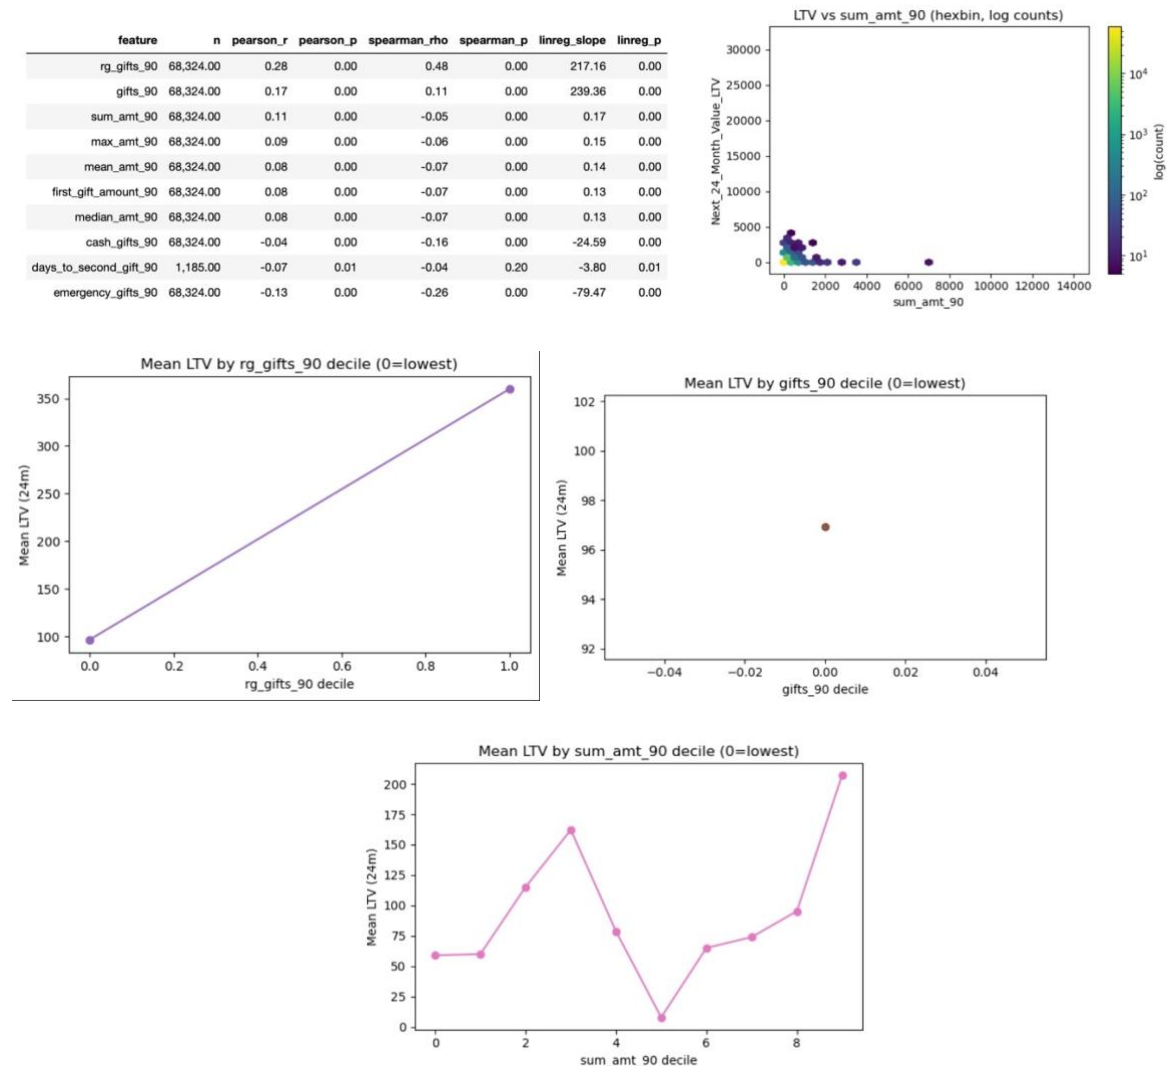 feature n pearson_r pearson_p spearman_rho spearman_p linreg_slope linreg_p
rg_gifts_90 68,324.00 0.28 0.00 0.48 0.00 217.16 0.00
gifts_90 68,324.00 0.17 0.00 0.11 0.00 239.36 0.00
sum_amt_90 68,324.00 0.11 0.00 -0.05 0.00 0.17 0.00
max_amt_90 68,324.00 0.09 0.00 -0.06 0.00 0.15 0.00
mean_amt_90 68,324.00 0.08 0.00 -0.07 0.00 0.14 0.00
first_gift_amount_90 68,324.00 0.08 0.00 -0.07 0.00 0.13 0.00
median_amt_90 68,324.00 0.08 0.00 -0.07 0.00 0.13 0.00
cash_gifts_90 68,324.00 -0.04 0.00 -0.16 0.00 -24.59 0.00
days_to_second_gift_90 1,185.00 -0.07 0.01 -0.04 0.20 -3.80 0.01
emergency_gifts_90 68,324.00 -0.13 0.00 -0.26 0.00 -79.47 0.00
LTV vs sum_amt_90 (hexbin, log counts)
Next_24_Month_Value_LTV
30000
25000
20000
15000
10000
5000
0
0 2000 4000 6000 8000 10000 12000 14000
sum_amt_90
10^4
10^3
10^2
10^1
log(count)
Mean LTV by rg_gifts_90 decile (0=lowest)
Mean LTV (24m)
350
300
250
200
150
100
0.0 0.2 0.4 0.6 0.8 1.0
rg_gifts_90 decile
Mean LTV by gifts_90 decile (0=lowest)
Mean LTV (24m)
102
100
98
96
94
92
−0.04 −0.02 0.00 0.02 0.04
gifts_90 decile
Mean LTV by sum_amt_90 decile (0=lowest)
Mean LTV (24m)
200
175
150
125
100
75
50
25
0
0 2 4 6 8
sum_amt_90 decile